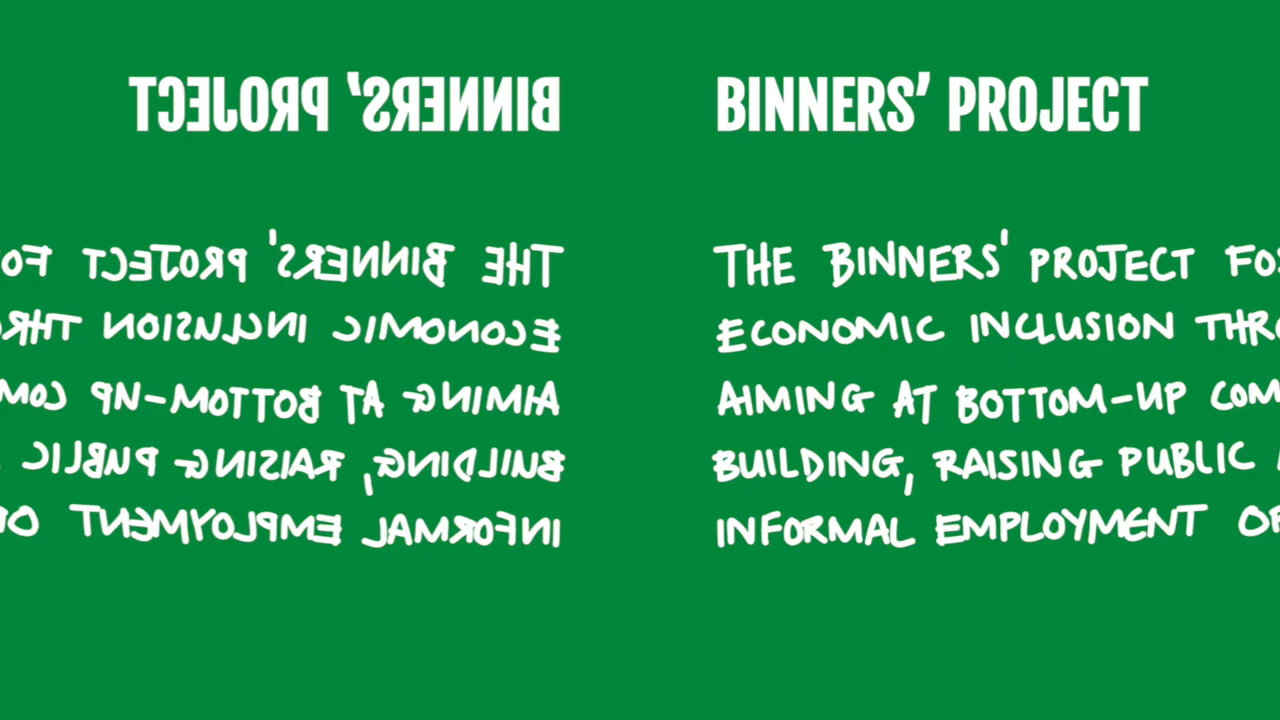 BINNERS’ PROJECT
THE BINNERS' PROJECT
ECONOMIC INCLUSION
AIMING AT BOTTOM-UP
BUILDING, RAISING PUBLIC
INFORMAL EMPLOYMENT